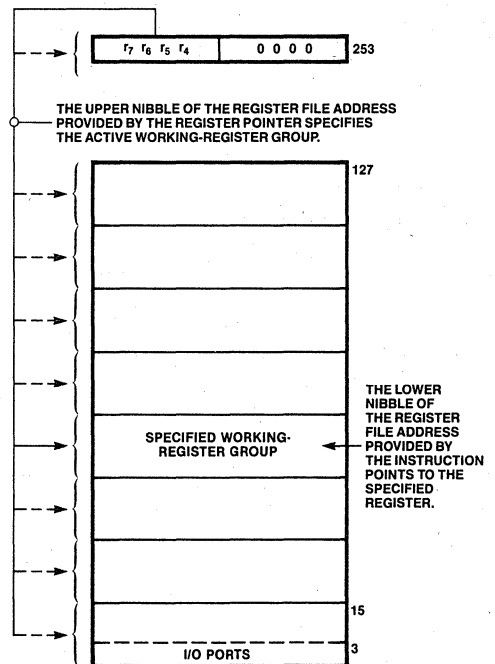 r7 r6 r5 r4
0 0 0 0
253
THE UPPER NIBBLE OF THE REGISTER FILE ADDRESS
PROVIDED BY THE REGISTER POINTER SPECIFIES
THE ACTIVE WORKING-REGISTER GROUP.
127
SPECIFIED WORKING-
REGISTER GROUP
THE LOWER
NIBBLE OF
THE REGISTER
FILE ADDRESS
PROVIDED BY
THE INSTRUCTION
POINTS TO THE
SPECIFIED
REGISTER.
15
3
I/O PORTS